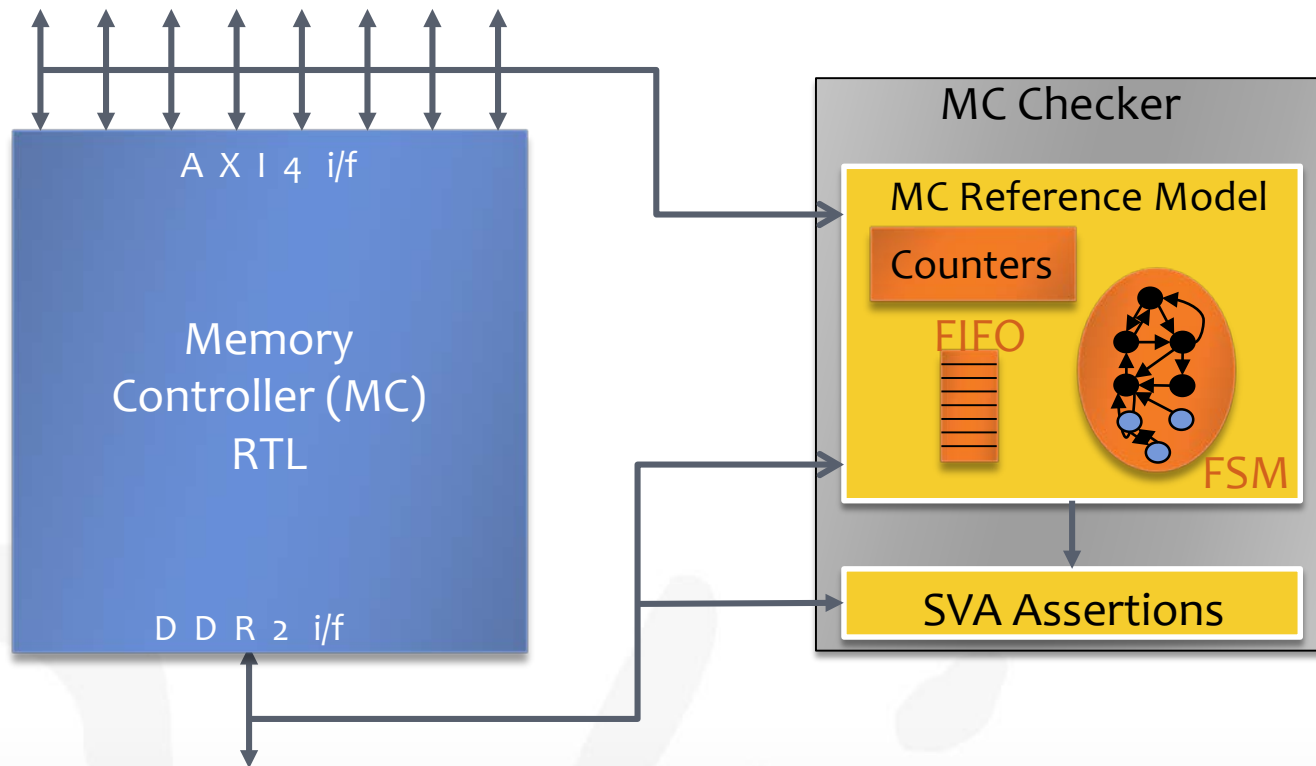 A X I 4 i/f
Memory
Controller (MC)
RTL
D D R 2 i/f
MC Checker
MC Reference Model
Counters
FIFO
FSM
SVA Assertions